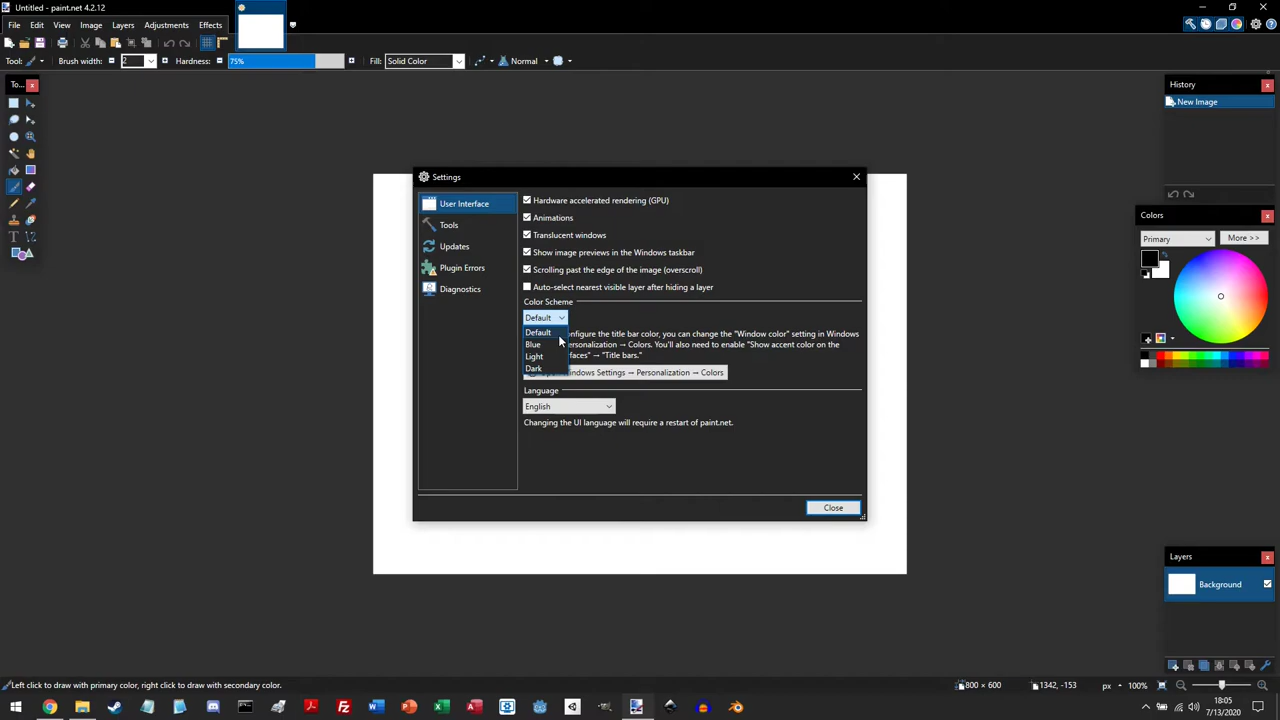 Untitled - paint.net 4.2.12
File Edit View Image Layers Adjustments Effects
Tool: Brush width: 2 Hardness: 75% Fill: Solid Color Normal
To...
History
New Image
Settings
User Interface
Tools
Updates
Plugin Errors
Diagnostics
Hardware accelerated rendering (GPU)
Animations
Translucent windows
Show image previews in the Windows taskbar
Scrolling past the edge of the image (overscroll)
Auto-select nearest visible layer after hiding a layer
Color Scheme
Default
Default
Blue
Light
Dark
configure the title bar color, you can change the "Window color" setting in Windows
Personalization → Colors. You'll also need to enable "Show accent color on the
→ "Title bars."
Windows Settings → Personalization → Colors
Language
English
Changing the UI language will require a restart of paint.net.
Close
Colors
Primary
More >>
Layers
Background
Left click to draw with primary color, right click to draw with secondary color.
800 × 600
1342, -153
px
100%
18:05
7/13/2020